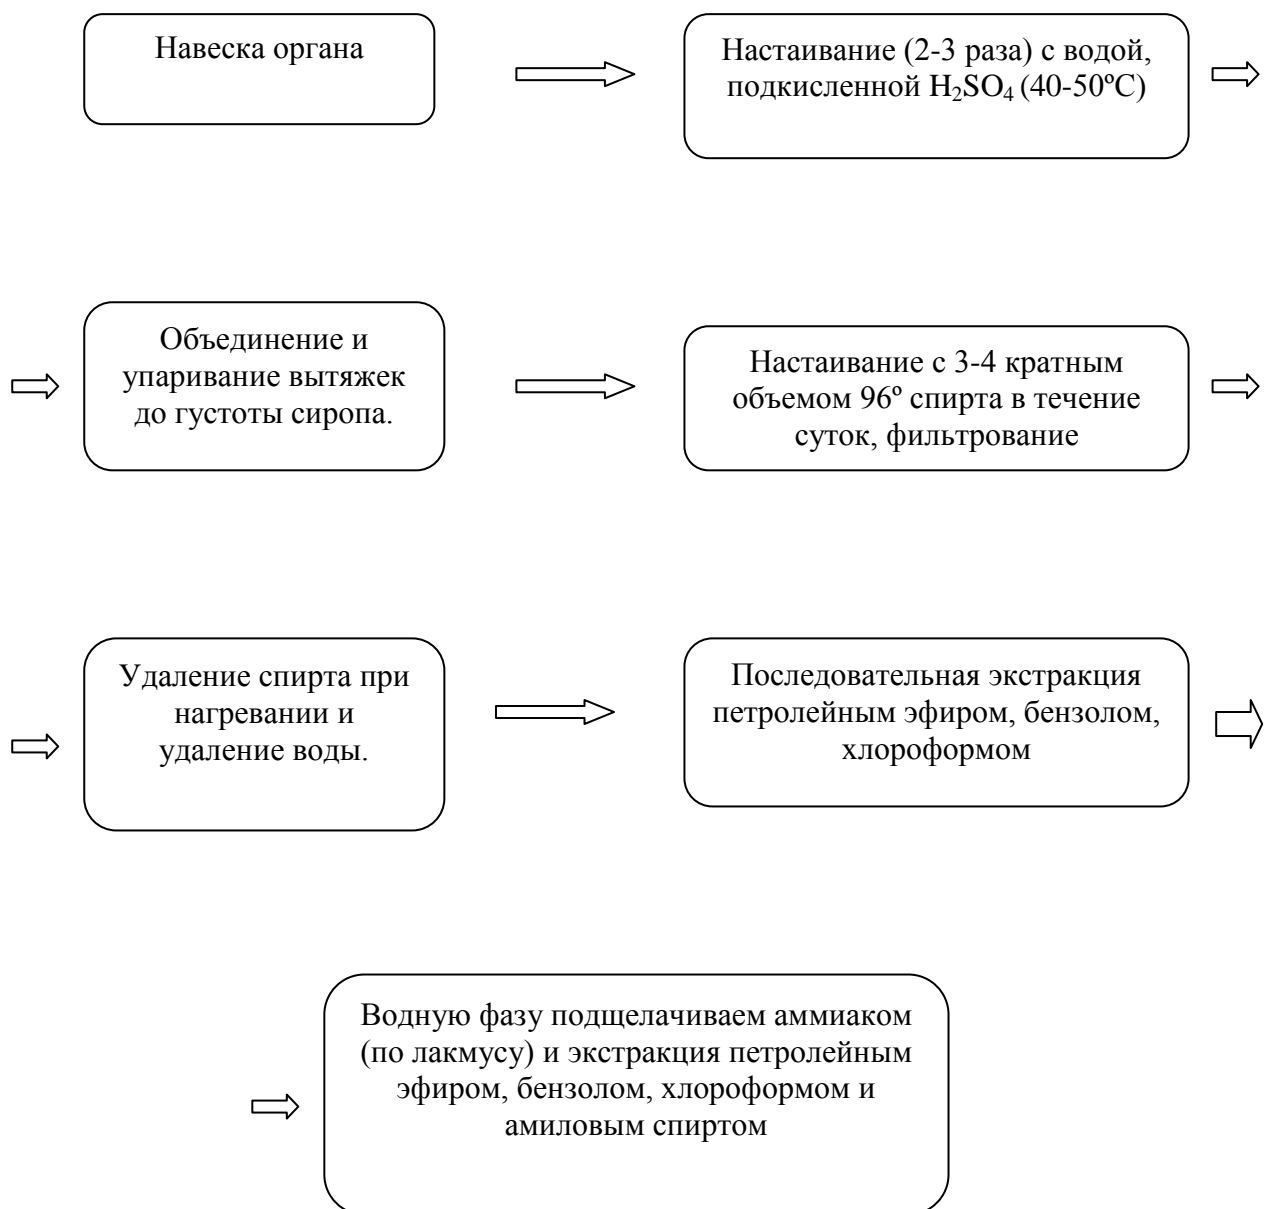 Навеска органа
Настаивание (2-3 раза) с водой,
подкисленной H₂SO₄ (40-50ºС)
Объединение и
упаривание вытяжек
до густоты сиропа.
Настаивание с 3-4 кратным
объемом 96º спирта в течение
суток, фильтрование
Удаление спирта при
нагревании и
удаление воды.
Последовательная экстракция
петролейным эфиром, бензолом,
хлороформом
Водную фазу подщелачиваем аммиаком
(по лакмусу) и экстракция петролейным
эфиром, бензолом, хлороформом и
амиловым спиртом